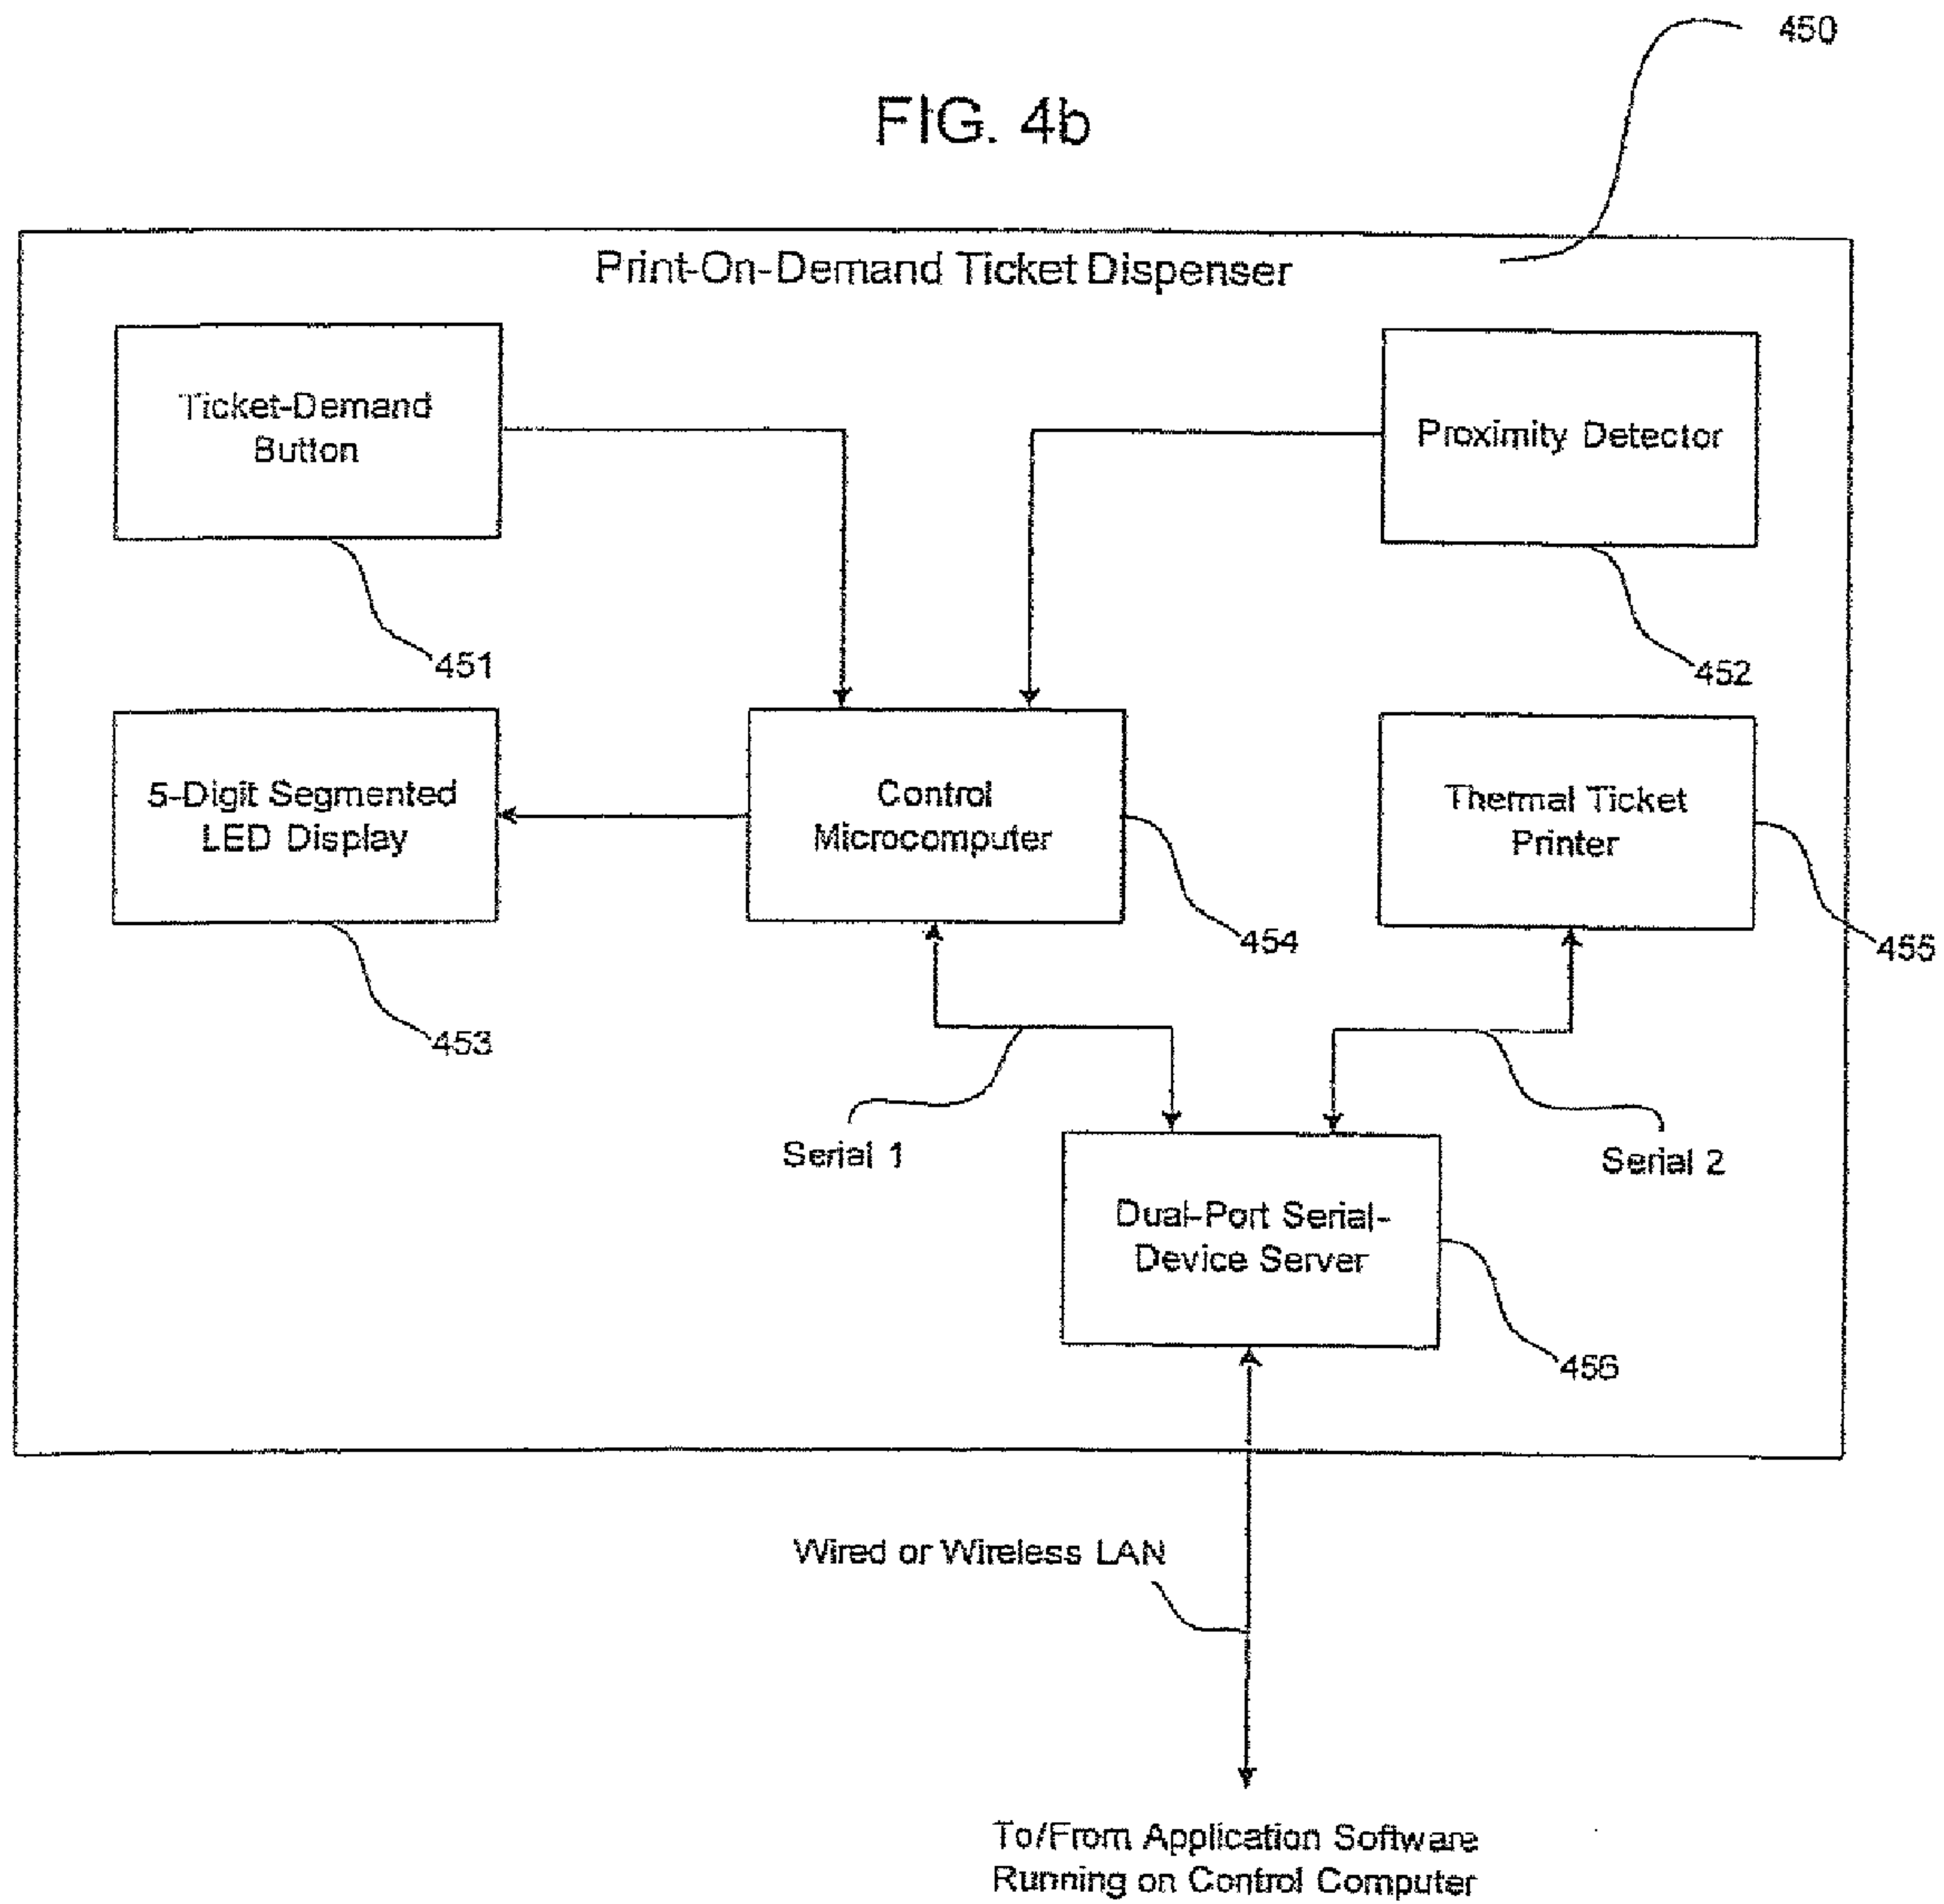 450
FIG. 4b
Print-On-Demand Ticket Dispenser
Ticket-Demand
Button
Proximity Detector
451
452
5-Digit Segmented
LED Display
Control
Microcomputer
Thermal Ticket
Printer
453
454
455
Serial 1
Serial 2
Dual-Port Serial-
Device Server
456
Wired or Wireless LAN
To/From Application Software
Running on Control Computer